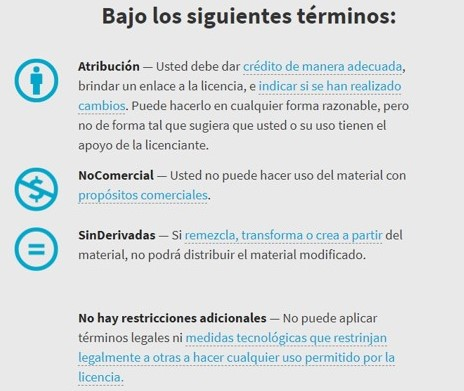 Bajo los siguientes términos:
Atribución — Usted debe dar crédito de manera adecuada,
brindar un enlace a la licencia, e indicar si se han realizado
cambios. Puede hacerlo en cualquier forma razonable, pero
no de forma tal que sugiera que usted o su uso tienen el
apoyo de la licenciante.
NoComercial — Usted no puede hacer uso del material con
propósitos comerciales.
SinDerivadas — Si remezcla, transforma o crea a partir del
material, no podrá distribuir el material modificado.
No hay restricciones adicionales — No puede aplicar
términos legales ni medidas tecnológicas que restrinjan
legalmente a otras a hacer cualquier uso permitido por la
licencia.